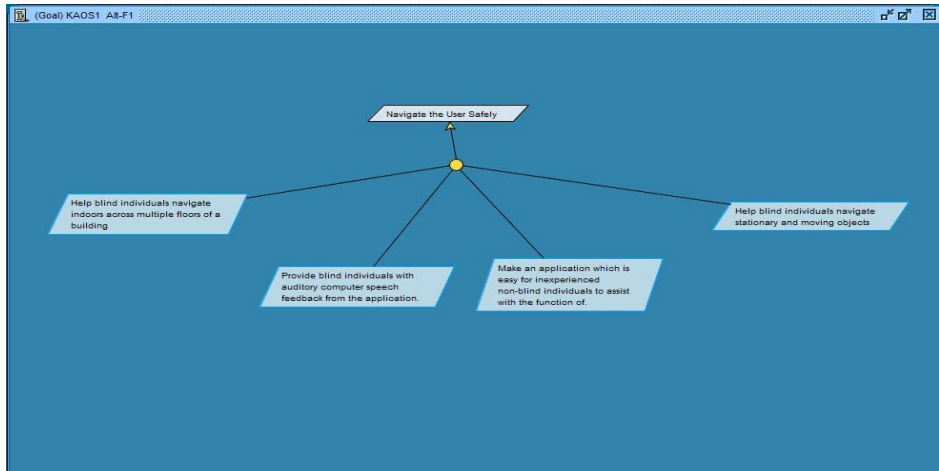 (Goal) KAOS1 Alt-F1
Navigate the User Safely
Help blind individuals navigate
indoors across multiple floors of a
building
Provide blind individuals with
auditory computer speech
feedback from the application.
Make an application which is
easy for inexperienced
non-blind individuals to assist
with the function of.
Help blind individuals navigate
stationary and moving objects